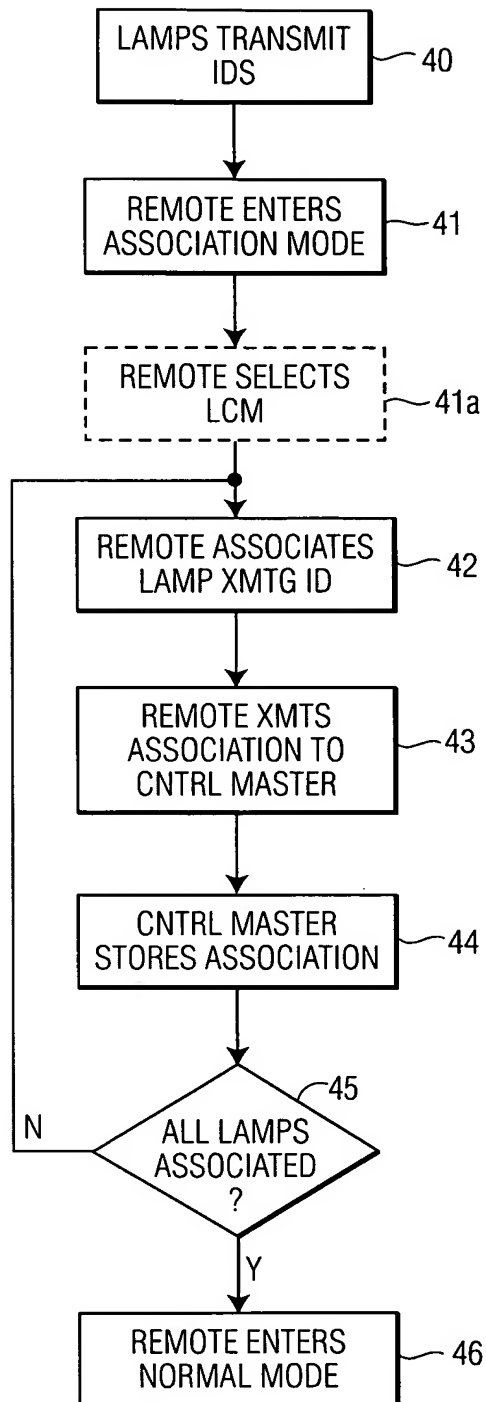 LAMPS TRANSMIT
IDS
40
REMOTE ENTERS
ASSOCIATION MODE
41
REMOTE SELECTS
LCM
41a
REMOTE ASSOCIATES
LAMP XMTG ID
42
REMOTE XMTS
ASSOCIATION TO
CNTRL MASTER
43
CNTRL MASTER
STORES ASSOCIATION
44
45
N
ALL LAMPS
ASSOCIATED
?
Y
REMOTE ENTERS
NORMAL MODE
46